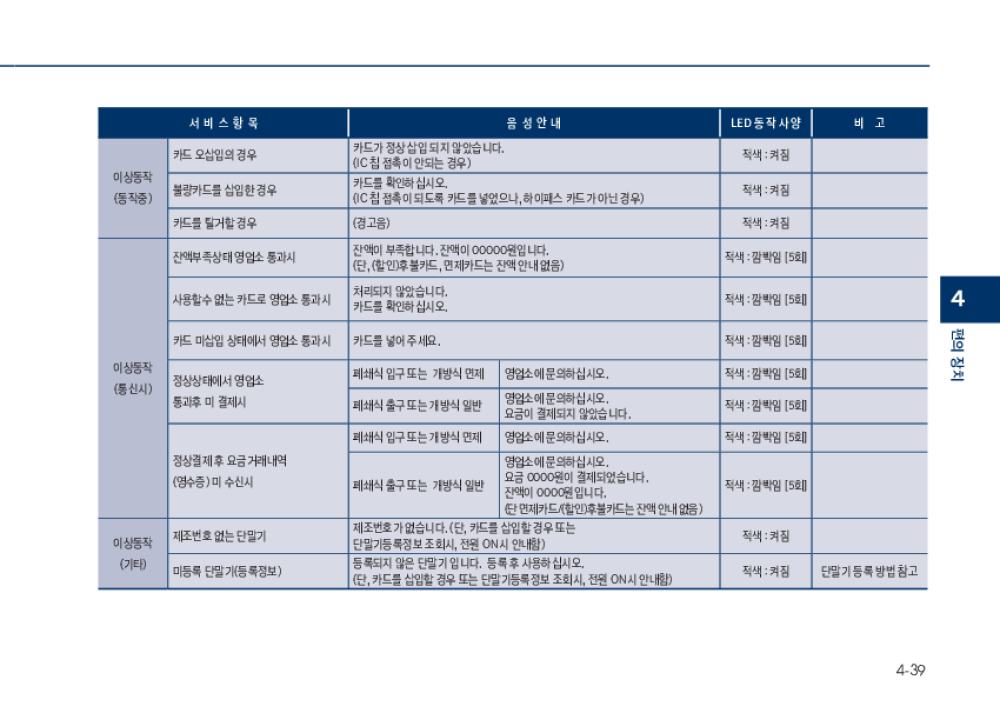 서비스항목 음성안내 LED동작사양 비 고
이상동작
(동작중)
카드 오삽입의 경우
카드가 정상 삽입 되지 않았습니다.
(IC 칩 접촉이 안되는 경우)
적색 : 켜짐
불량카드를 삽입한 경우
카드를 확인하십시오.
(IC 칩 접촉이 되도록 카드를 넣었으나, 하이패스 카드가 아닌 경우)
적색 : 켜짐
카드를 탈거할 경우
(경고음)
적색 : 켜짐
이상동작
(통신시)
잔액부족상태 영업소 통과시
잔액이 부족합니다. 잔액이 00000원입니다.
(단, (할인)후불카드, 면제카드는 잔액 안내 없음)
적색 : 깜박임 [5회]
사용할수 없는 카드로 영업소 통과시
처리되지 않았습니다.
카드를 확인하십시오.
적색 : 깜박임 [5회]
카드 미삽입 상태에서 영업소 통과시
카드를 넣어 주세요.
적색 : 깜박임 [5회]
정상상태에서 영업소
통과후 미 결제시
폐쇄식 입구 또는 개방식 면제
영업소에 문의하십시오.
적색 : 깜박임 [5회]
폐쇄식 출구 또는 개방식 일반
영업소에 문의하십시오.
요금이 결제되지 않았습니다.
적색 : 깜박임 [5회]
정상결제 후 요금 거래내역
(영수증) 미 수신시
폐쇄식 입구 또는 개방식 면제
영업소에 문의하십시오.
적색 : 깜박임 [5회]
폐쇄식 출구 또는 개방식 일반
영업소에 문의하십시오.
요금 0000원이 결제되었습니다.
잔액이 0000원 입니다.
(단 면제카드/(할인)후불카드는 잔액 안내 없음)
적색 : 깜박임 [5회]
이상동작
(기타)
제조번호 없는 단말기
제조번호가 없습니다. (단, 카드를 삽입할 경우 또는
단말기등록정보 조회시, 전원 ON시 안내함)
적색 : 켜짐
미등록 단말기(등록정보)
등록되지 않은 단말기 입니다. 등록 후 사용하십시오.
(단, 카드를 삽입할 경우 또는 단말기등록정보 조회시, 전원 ON시 안내함)
적색 : 켜짐
단말기 등록 방법 참고
4
편의 장치
4-39